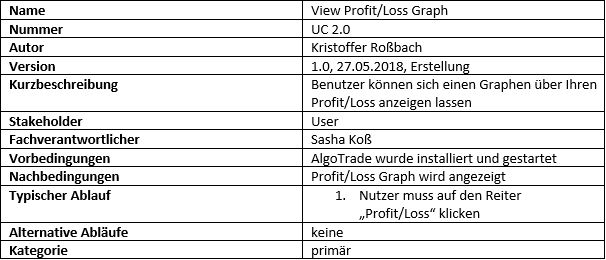 Name View Profit/Loss Graph
Nummer UC 2.0
Autor Kristoffer Roßbach
Version 1.0, 27.05.2018, Erstellung
Kurzbeschreibung Benutzer können sich einen Graphen über Ihren
Profit/Loss anzeigen lassen
Stakeholder User
Fachverantwortlicher Sasha Koß
Vorbedingungen AlgoTrade wurde installiert und gestartet
Nachbedingungen Profit/Loss Graph wird angezeigt
Typischer Ablauf 1. Nutzer muss auf den Reiter
„Profit/Loss“ klicken
Alternative Abläufe keine
Kategorie primär